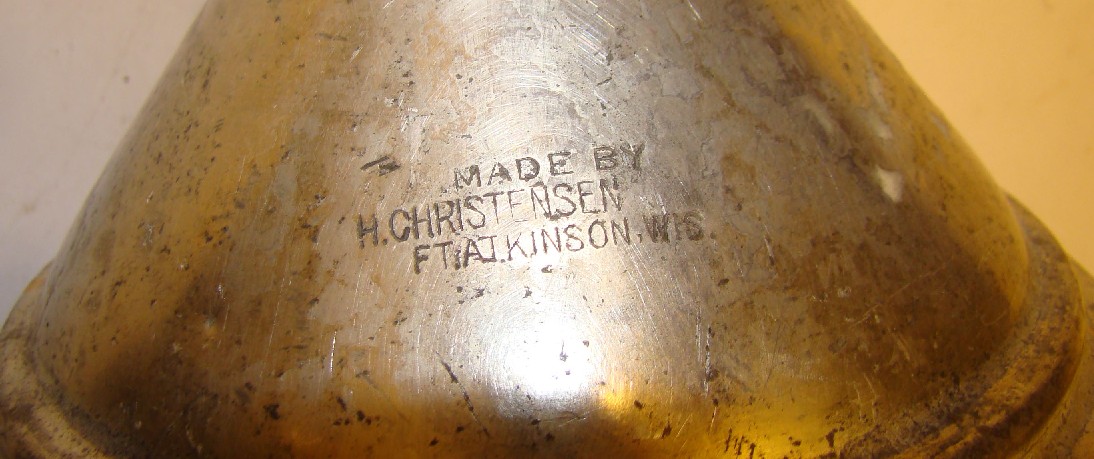 MADE BY
H. CHRISTENSEN
FT. ATKINSON, WIS.